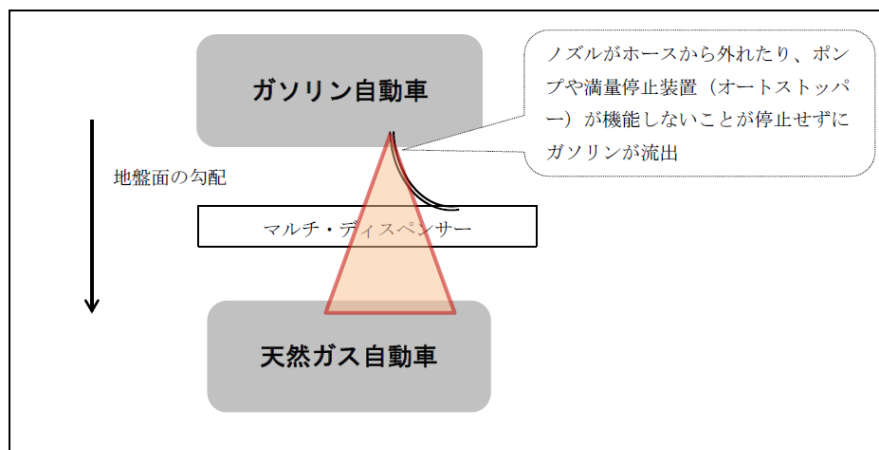 ガソリン自動車
ノズルがホースから外れたり、ポン
プや満量停止装置（オートストッパ
ー）が機能しないことが停止せずに
ガソリンが流出
地盤面の勾配
マルチ・ディスペンサー
天然ガス自動車